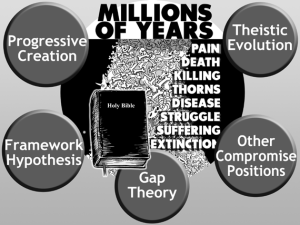 MILLIONS
OF YEARS
Progressive
Creation
Theistic
Evolution
PAIN
DEATH
KILLING
THORNS
DISEASE
STRUGGLE
SUFFERING
EXTINCTION
Holy Bible
Framework
Hypothesis
Gap
Theory
Other
Compromise
Positions